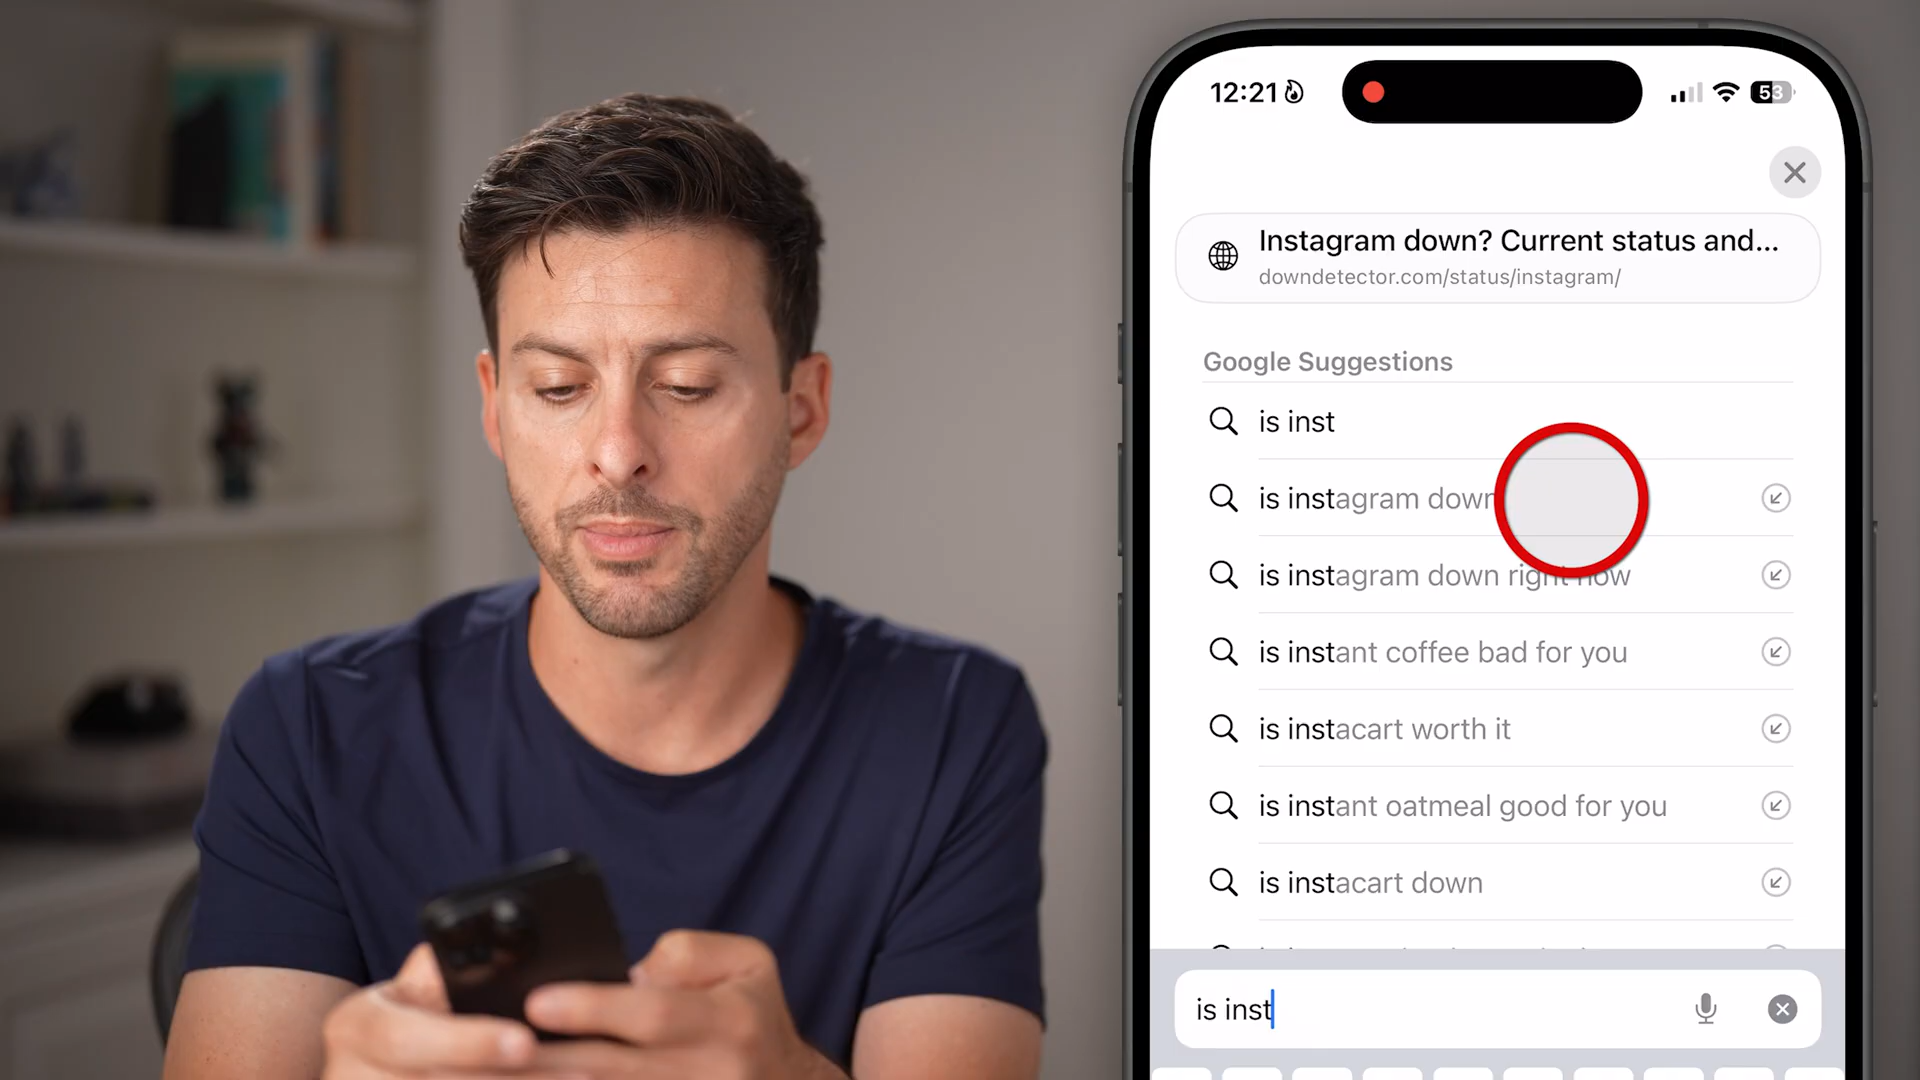 12:21
53
Instagram down? Current status and...
downdetector.com/status/instagram/
Google Suggestions
is inst
is instagram down
is instagram down right now
is instant coffee bad for you
is instacart worth it
is instant oatmeal good for you
is instacart down
is inst